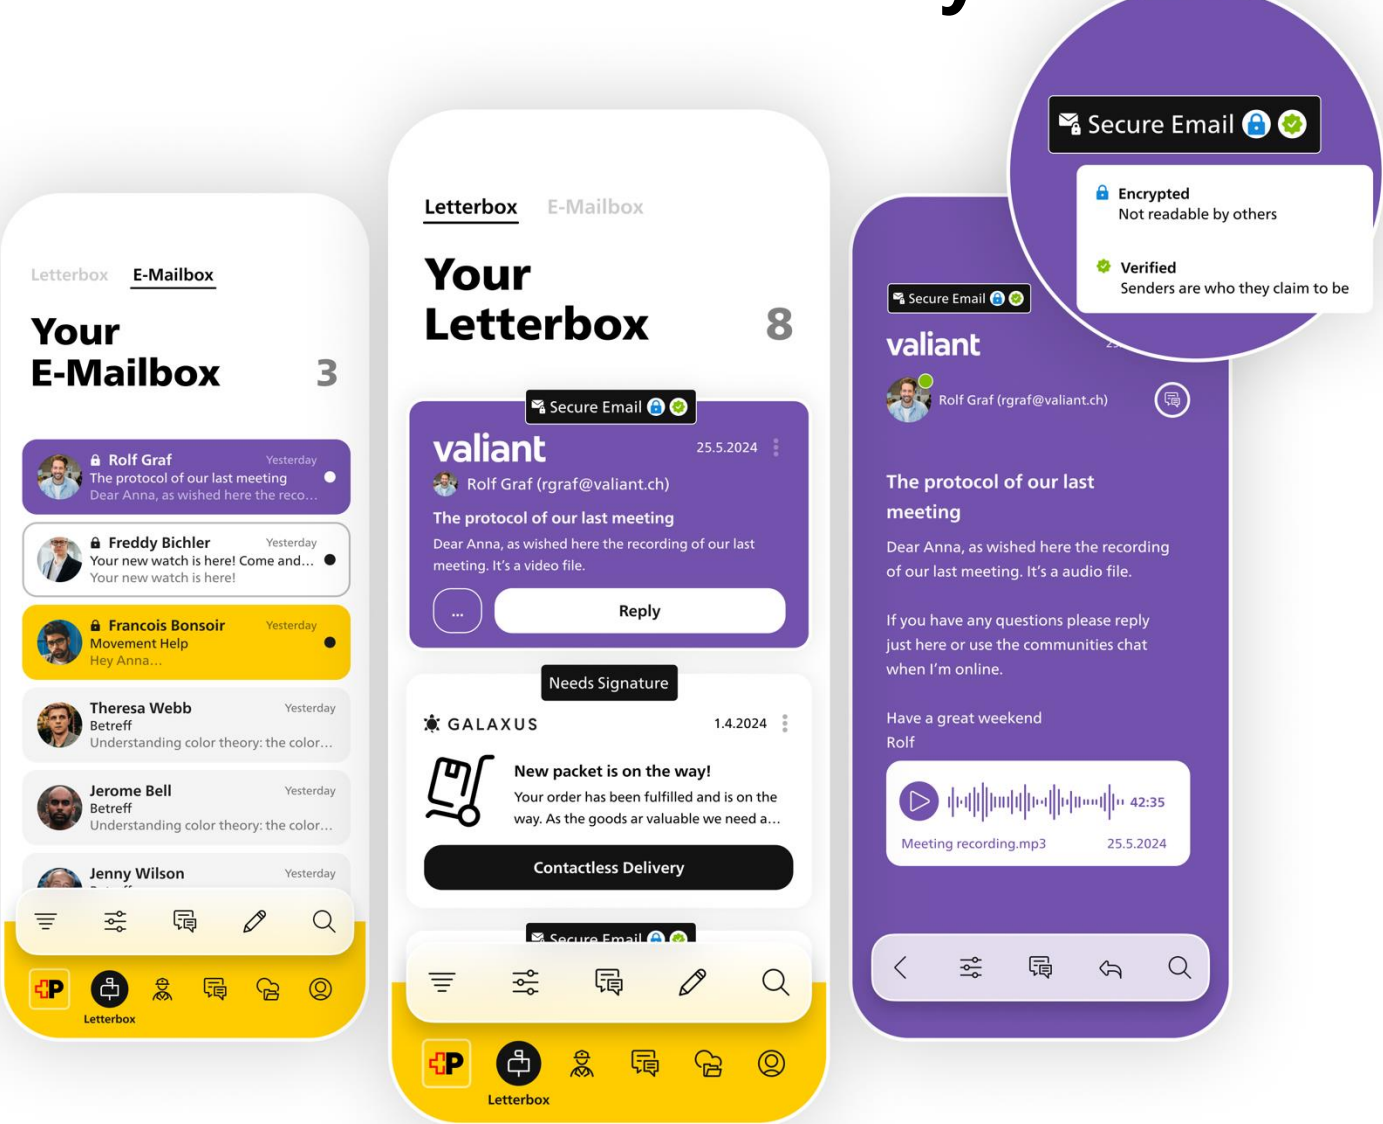 y
Letterbox E-Mailbox
Your
E-Mailbox 3
Rolf Graf Yesterday
The protocol of our last meeting
Dear Anna, as wished here the reco...
Freddy Bichler Yesterday
Your new watch is here! Come and...
Your new watch is here!
Francois Bonsoir Yesterday
Movement Help
Hey Anna...
Theresa Webb Yesterday
Betreff
Understanding color theory: the color...
Jerome Bell Yesterday
Betreff
Understanding color theory: the color...
Jenny Wilson Yesterday
P
Letterbox
Letterbox E-Mailbox
Your
Letterbox 8
Secure Email
valiant 25.5.2024
Rolf Graf (rgraf@valiant.ch)
The protocol of our last meeting
Dear Anna, as wished here the recording of our last
meeting. It's a video file.
... Reply
Needs Signature
GALAXUS 1.4.2024
New packet is on the way!
Your order has been fulfilled and is on the
way. As the goods ar valuable we need a...
Contactless Delivery
Secure Email
P
Letterbox
Secure Email
Encrypted
Not readable by others
Verified
Senders are who they claim to be
Secure Email
valiant
Rolf Graf (rgraf@valiant.ch)
The protocol of our last
meeting
Dear Anna, as wished here the recording
of our last meeting. It's a audio file.
If you have any questions please reply
just here or use the communities chat
when I'm online.
Have a great weekend
Rolf
42:35
Meeting recording.mp3 25.5.2024